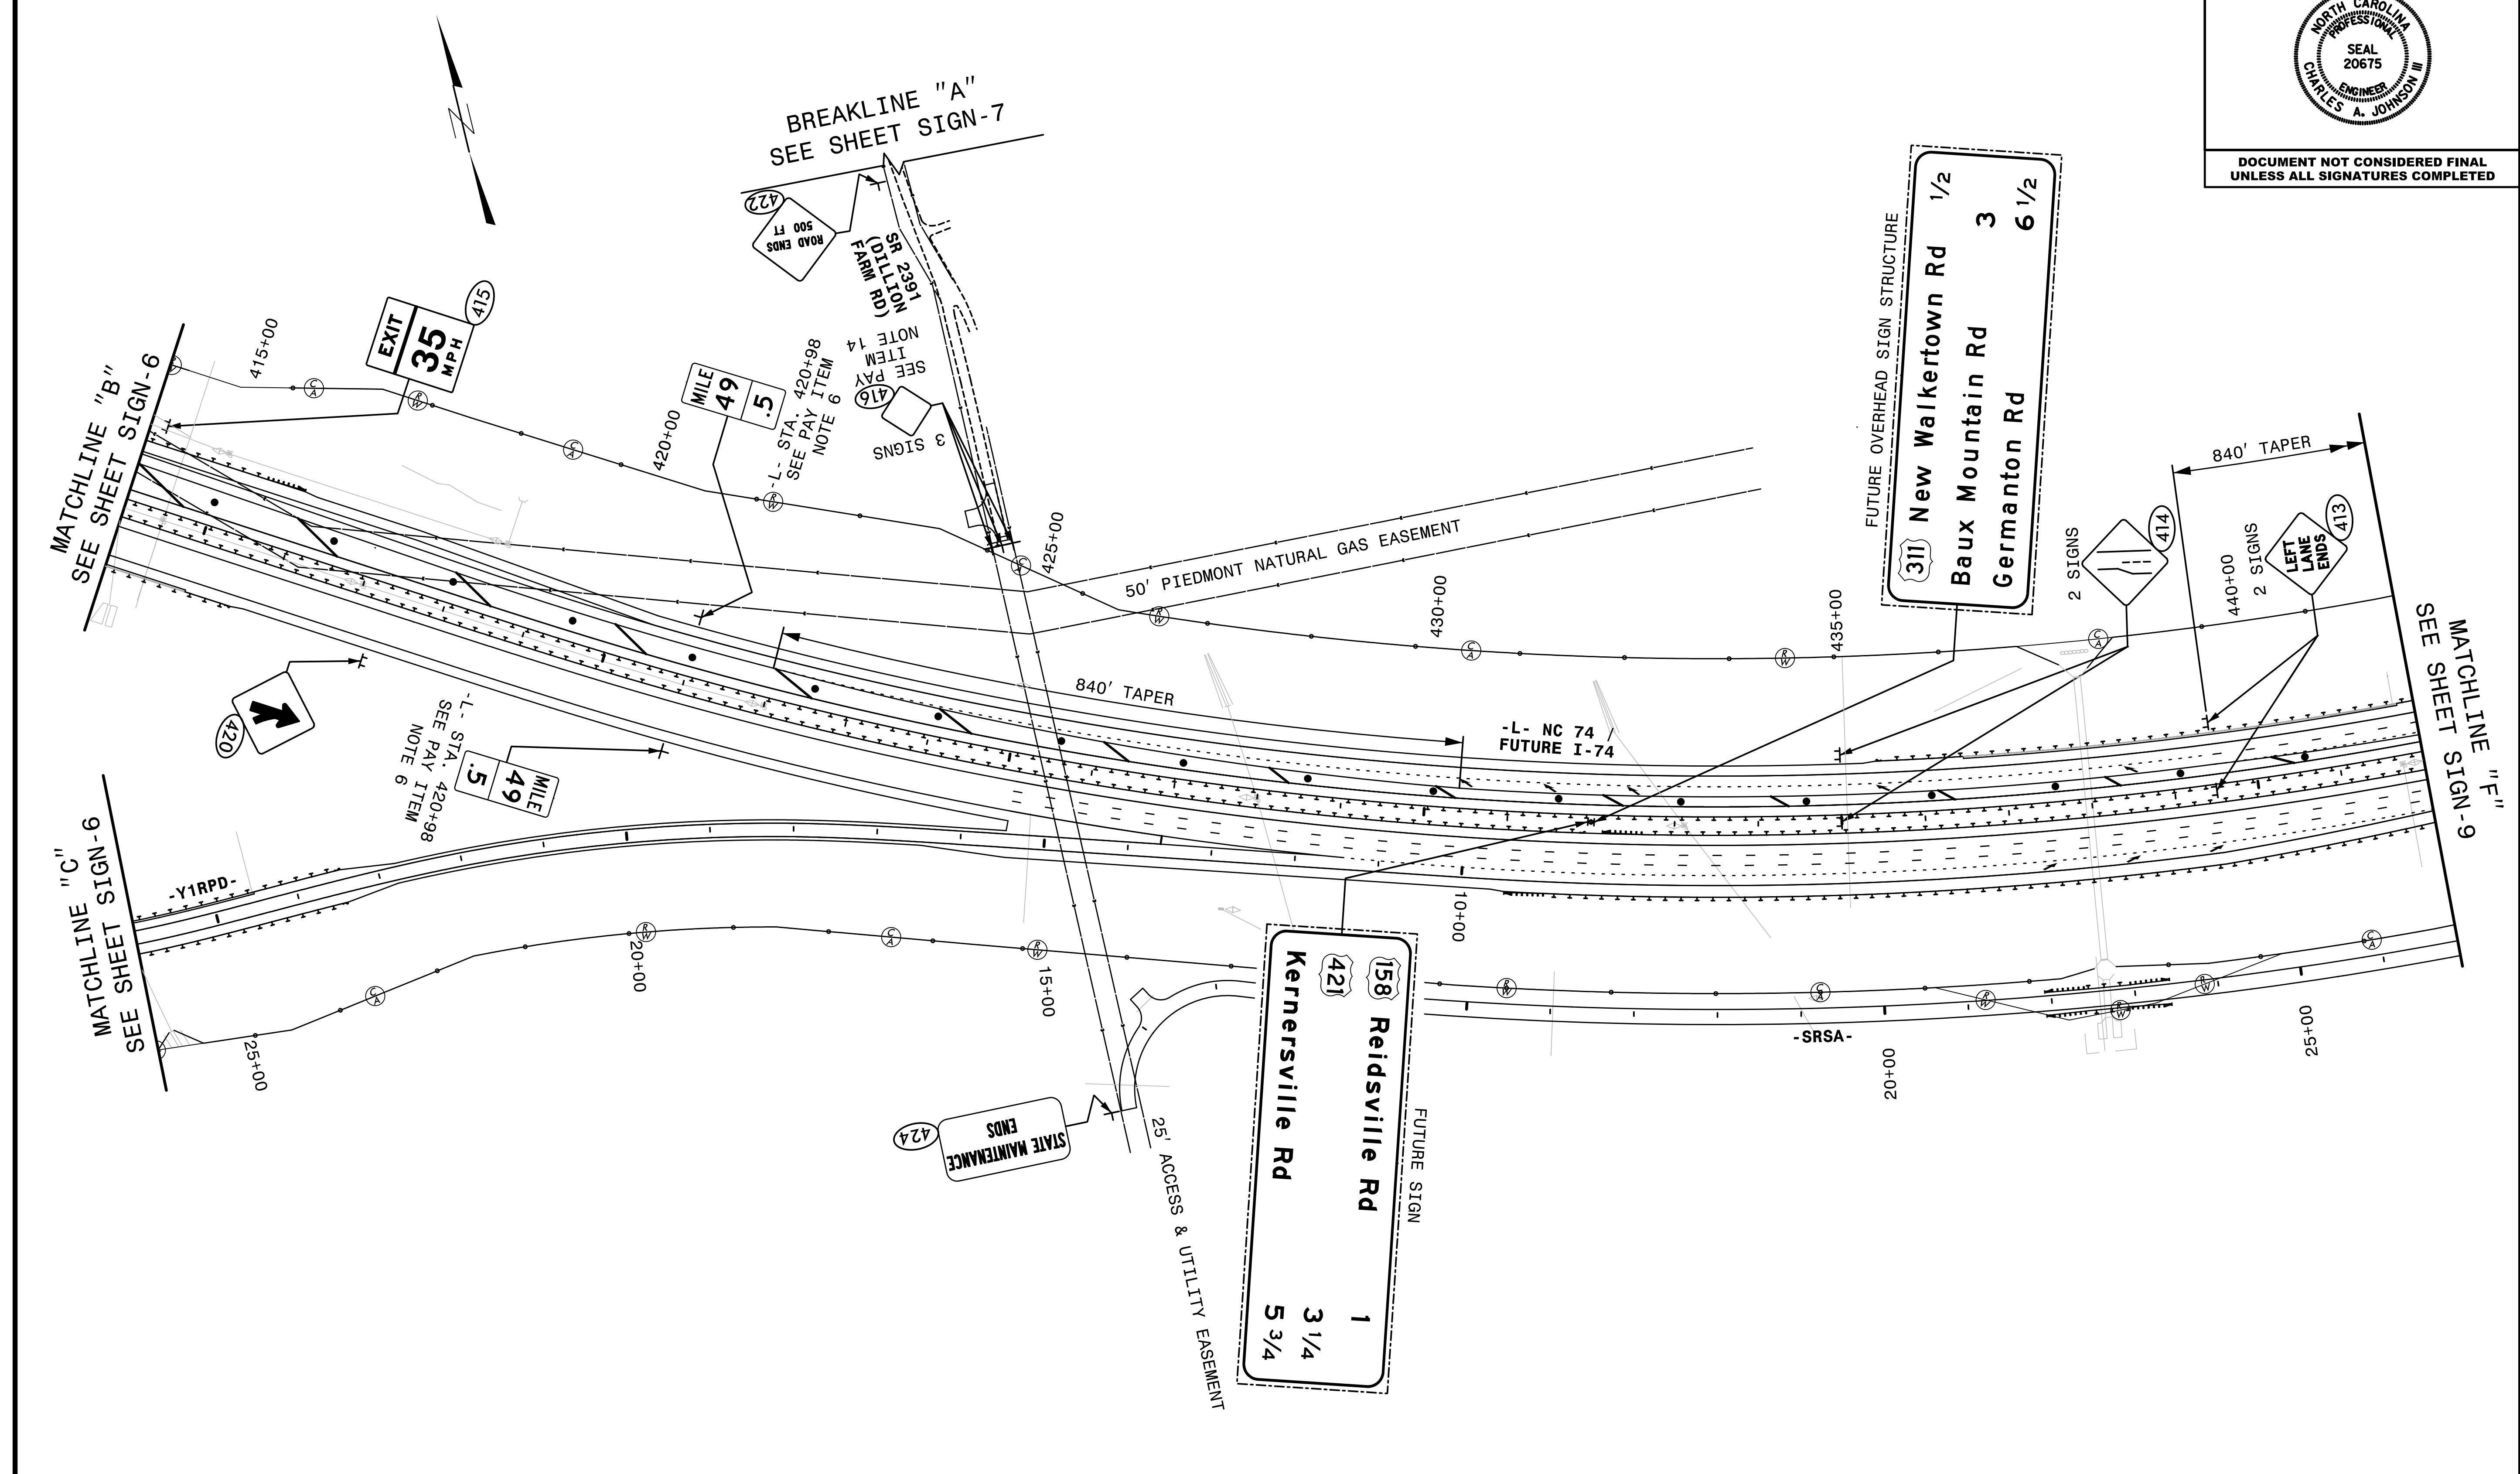 NORTH CAROLINA
PROFESSIONAL
SEAL
20675
ENGINEER
CHARLES A. JOHNSON III
DOCUMENT NOT CONSIDERED FINAL
UNLESS ALL SIGNATURES COMPLETED
BREAKLINE "A"
SEE SHEET SIGN-7
422
ROAD ENDS
500 FT
SR 2391
(DILLION
FARM RD)
MATCHLINE "B"
SEE SHEET SIGN-6
415+00
EXIT
35
MPH
415
420+00
MILE
49
.5
-L- STA. 420+98
SEE PAY ITEM
NOTE 6
SEE
PAY ITEM
NOTE 14
416
3 SIGNS
425+00
50' PIEDMONT NATURAL GAS EASEMENT
430+00
435+00
FUTURE OVERHEAD SIGN STRUCTURE
311 New Walkertown Rd 1/2
Baux Mountain Rd 3
Germanton Rd 6 1/2
2 SIGNS
414
840' TAPER
440+00
2 SIGNS
LEFT
LANE
ENDS
413
MATCHLINE "F"
SEE SHEET SIGN-9
420
-L- STA. 420+98
SEE PAY ITEM
NOTE 6
MILE
49
.5
840' TAPER
-L- NC 74 /
FUTURE I-74
MATCHLINE "C"
SEE SHEET SIGN-6
-Y1RPD-
25+00
20+00
15+00
10+00
424
STATE MAINTENANCE
ENDS
25' ACCESS & UTILITY EASEMENT
158 Reidsville Rd 1
421 3 1/4
Kernersville Rd 5 3/4
FUTURE SIGN
-SRSA-
20+00
25+00
C A
R W
C A
R W
C A
R W
C A
R W
C A
C A
R W
C A
R W
R W
C A
R W
R W
R W
C A